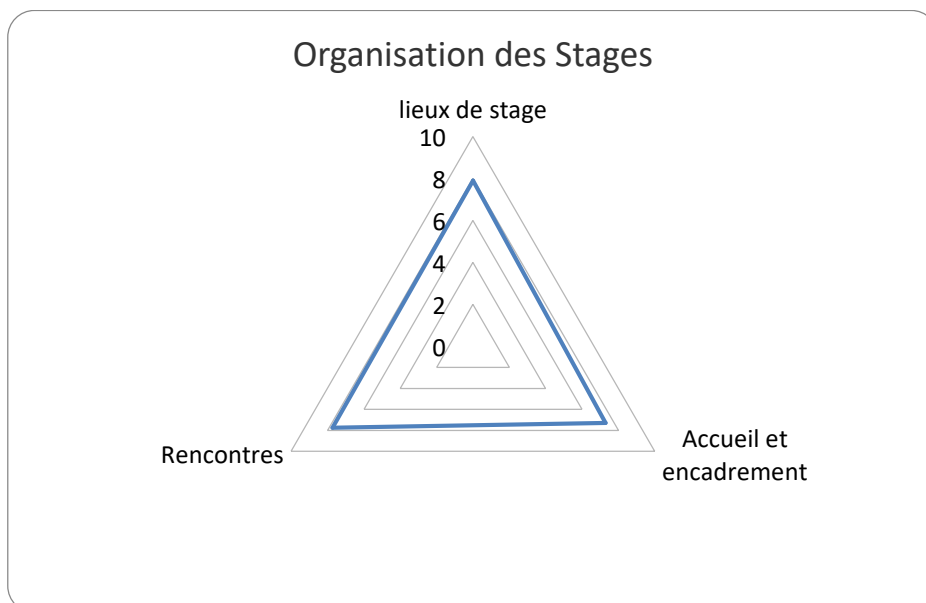 Organisation des Stages
lieux de stage
10
8
6
4
2
0
Rencontres
Accueil et
encadrement